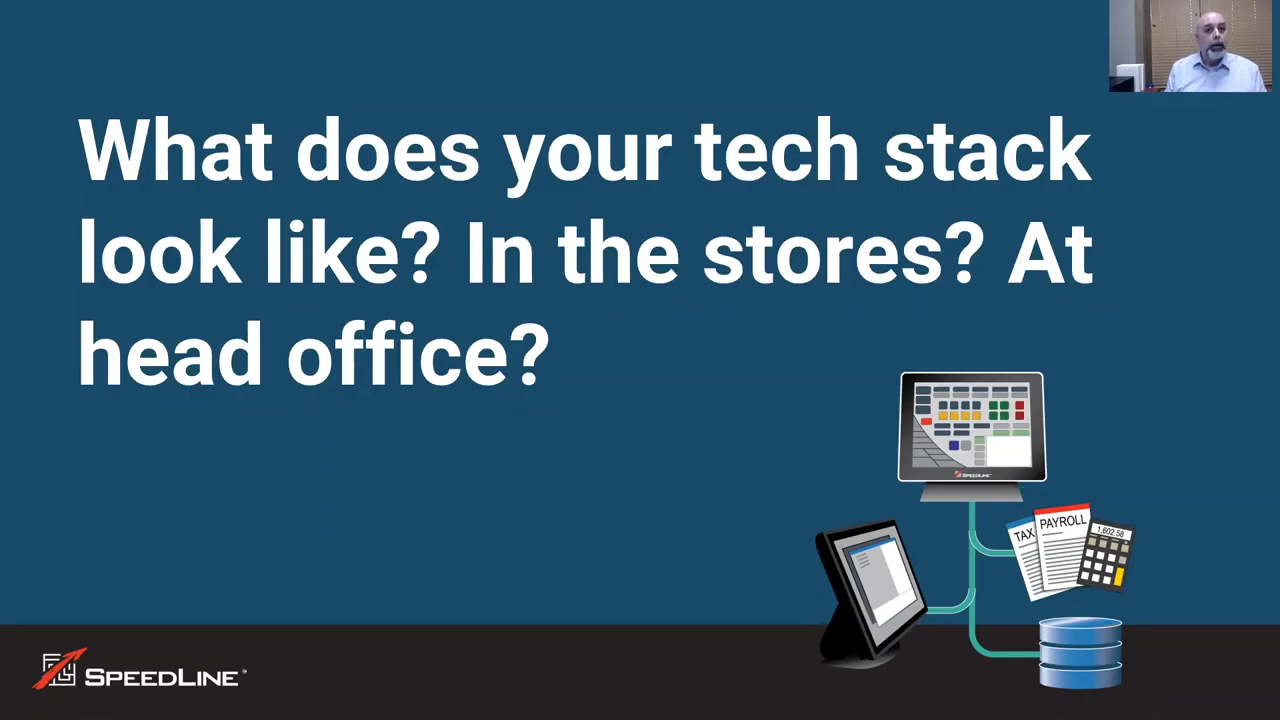 What does your tech stack
look like? In the stores? At
head office?
SPEEDLINE
TAX
PAYROLL
1,602.58
SPEEDLINE